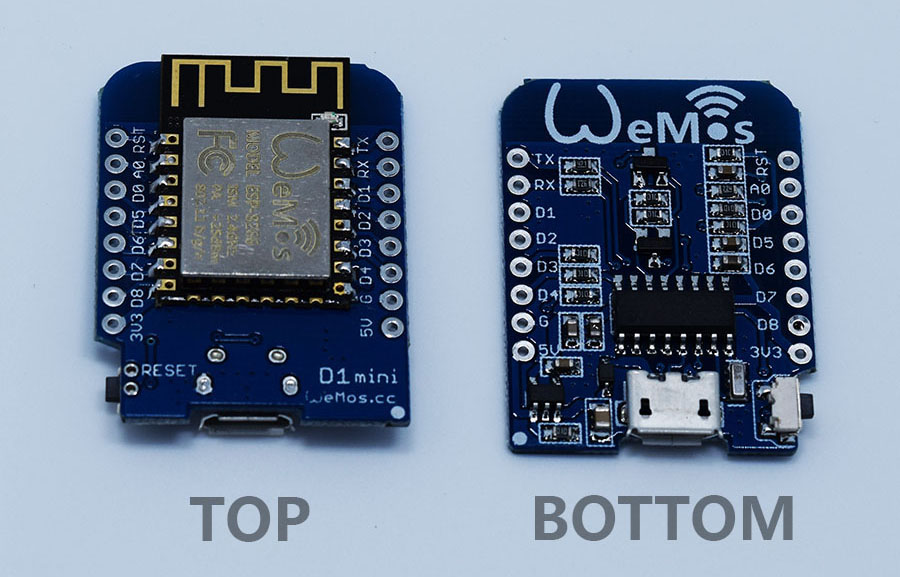 RST
A0
D0
D5
D6
D7
D8
3V3
TX
RX
D1
D2
D3
D4
G
5V
WeMos
FC
RESET
D1 mini
WeMos.cc
WeMos
TX
RX
D1
D2
D3
D4
G
5V
RST
A0
D0
D5
D6
D7
D8
3V3
TOP
BOTTOM